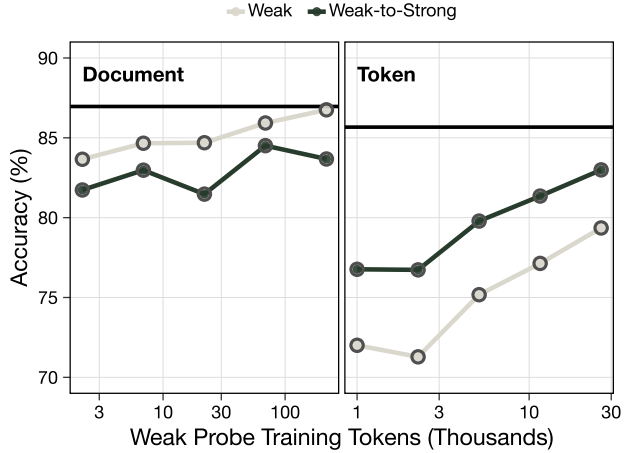 Weak Weak-to-Strong
Document
Token
90
85
80
75
70
Accuracy (%)
3 10 30 100
1 3 10 30
Weak Probe Training Tokens (Thousands)